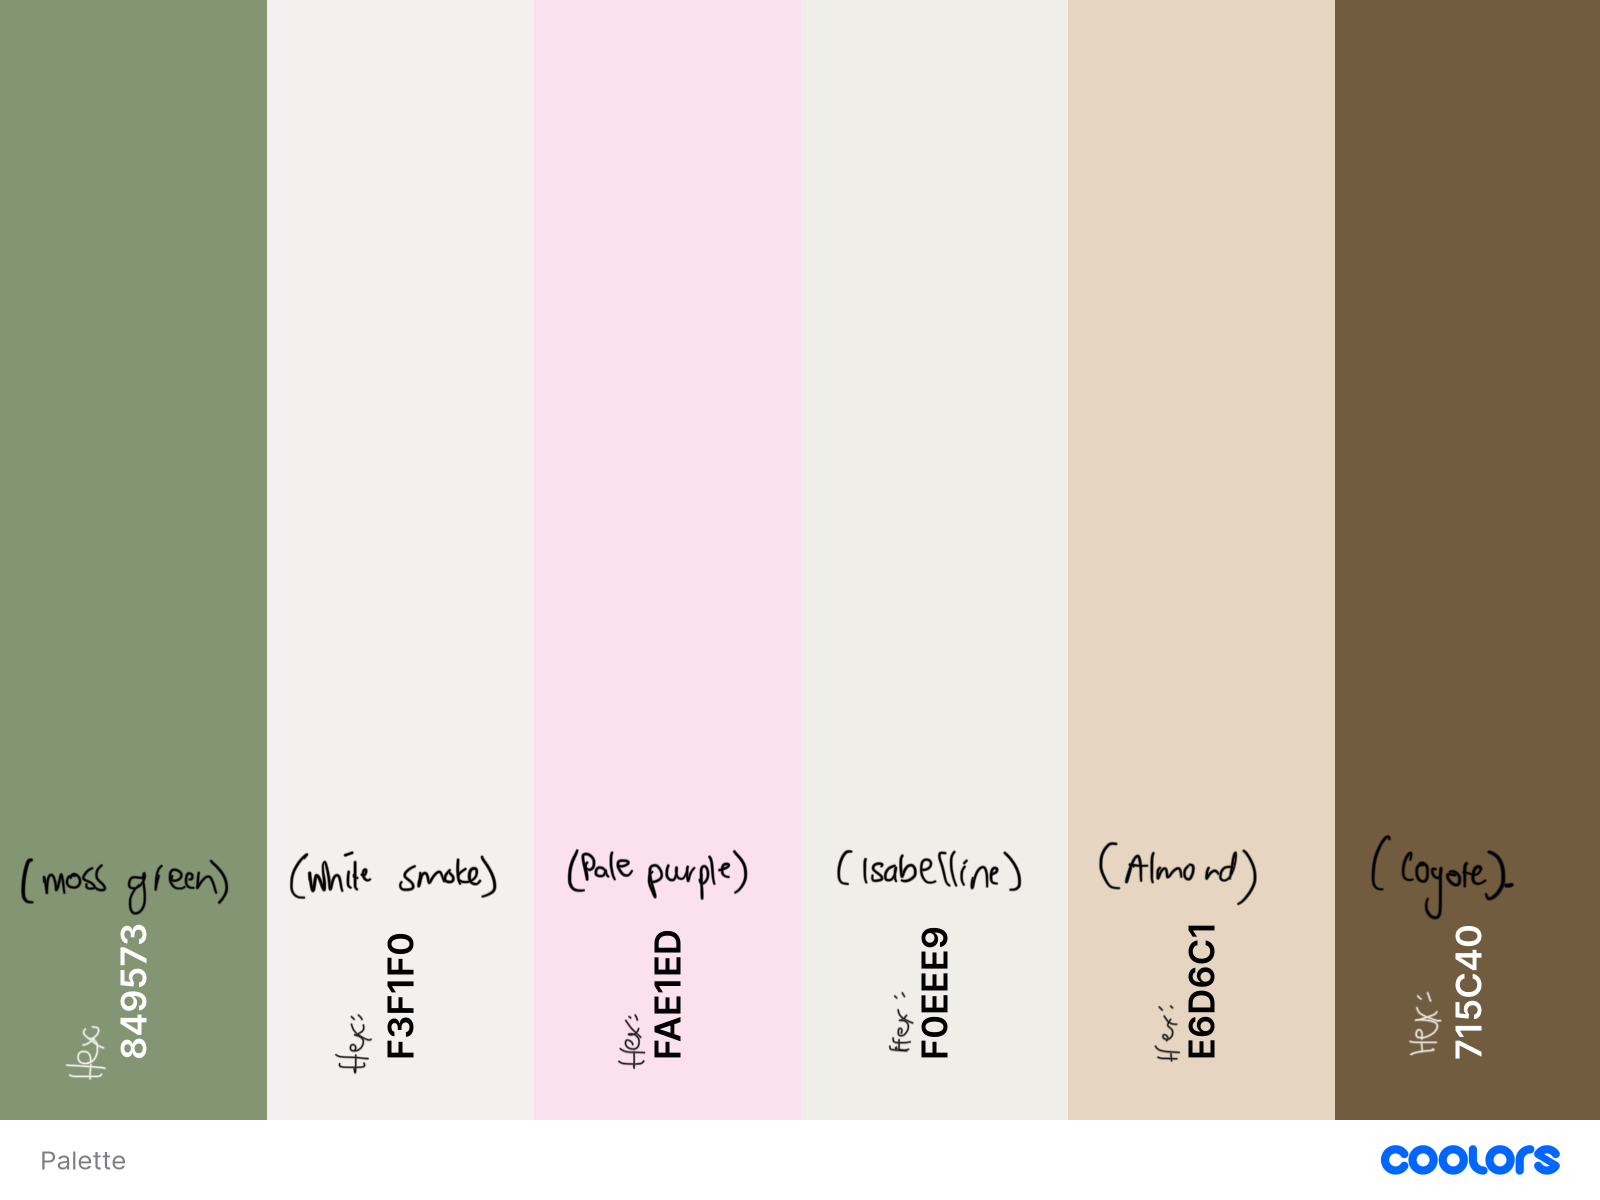 (moss green)
Hex
849573
(White smoke)
Hex:
F3F1F0
(Pale purple)
Hex:
FAE1ED
(Isabelline)
Hex:
F0EEE9
(Almond)
Hex:
E6D6C1
(Coyote).
Hex:
715C40
Palette
coolors